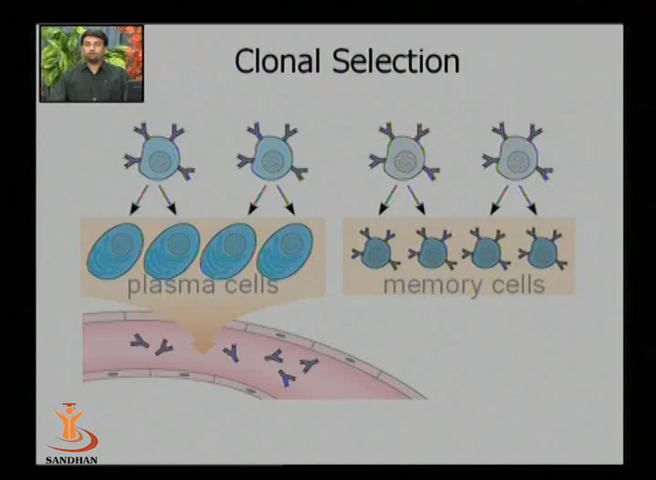 Clonal Selection
plasma cells
memory cells
SANDHAN